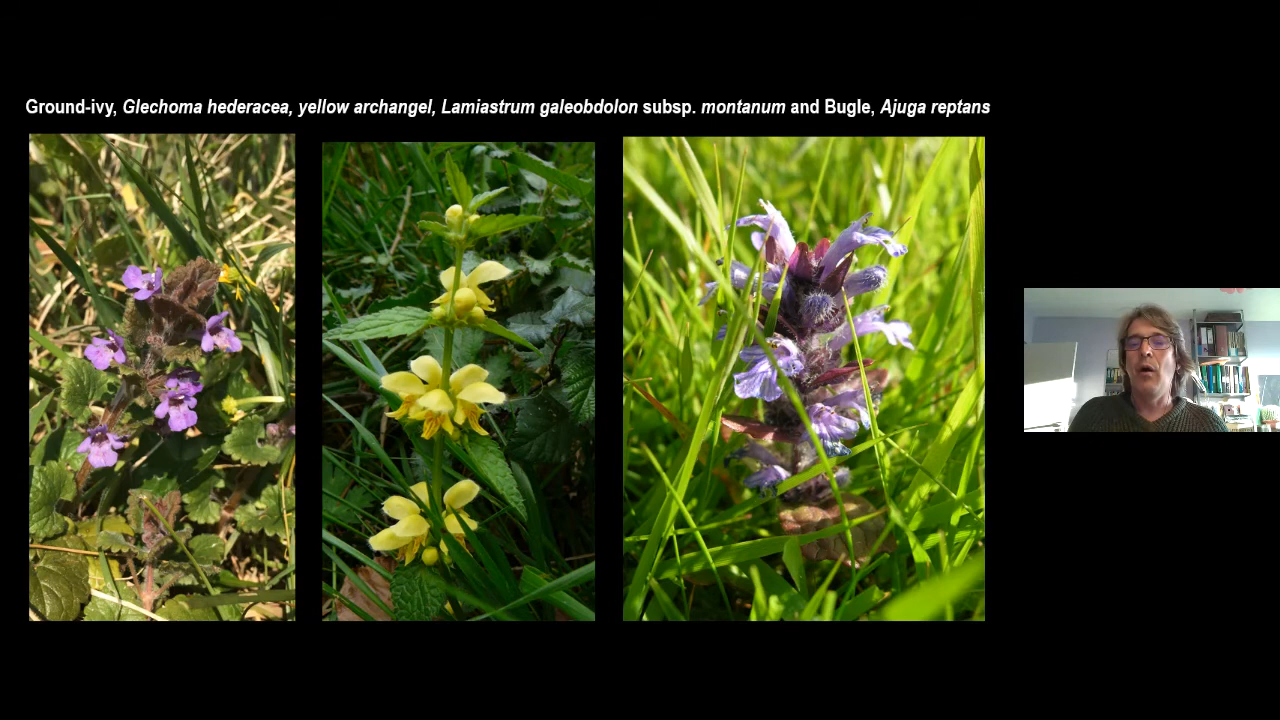 Ground-ivy, Glechoma hederacea, yellow archangel, Lamiastrum galeobdolon subsp. montanum and Bugle, Ajuga reptans